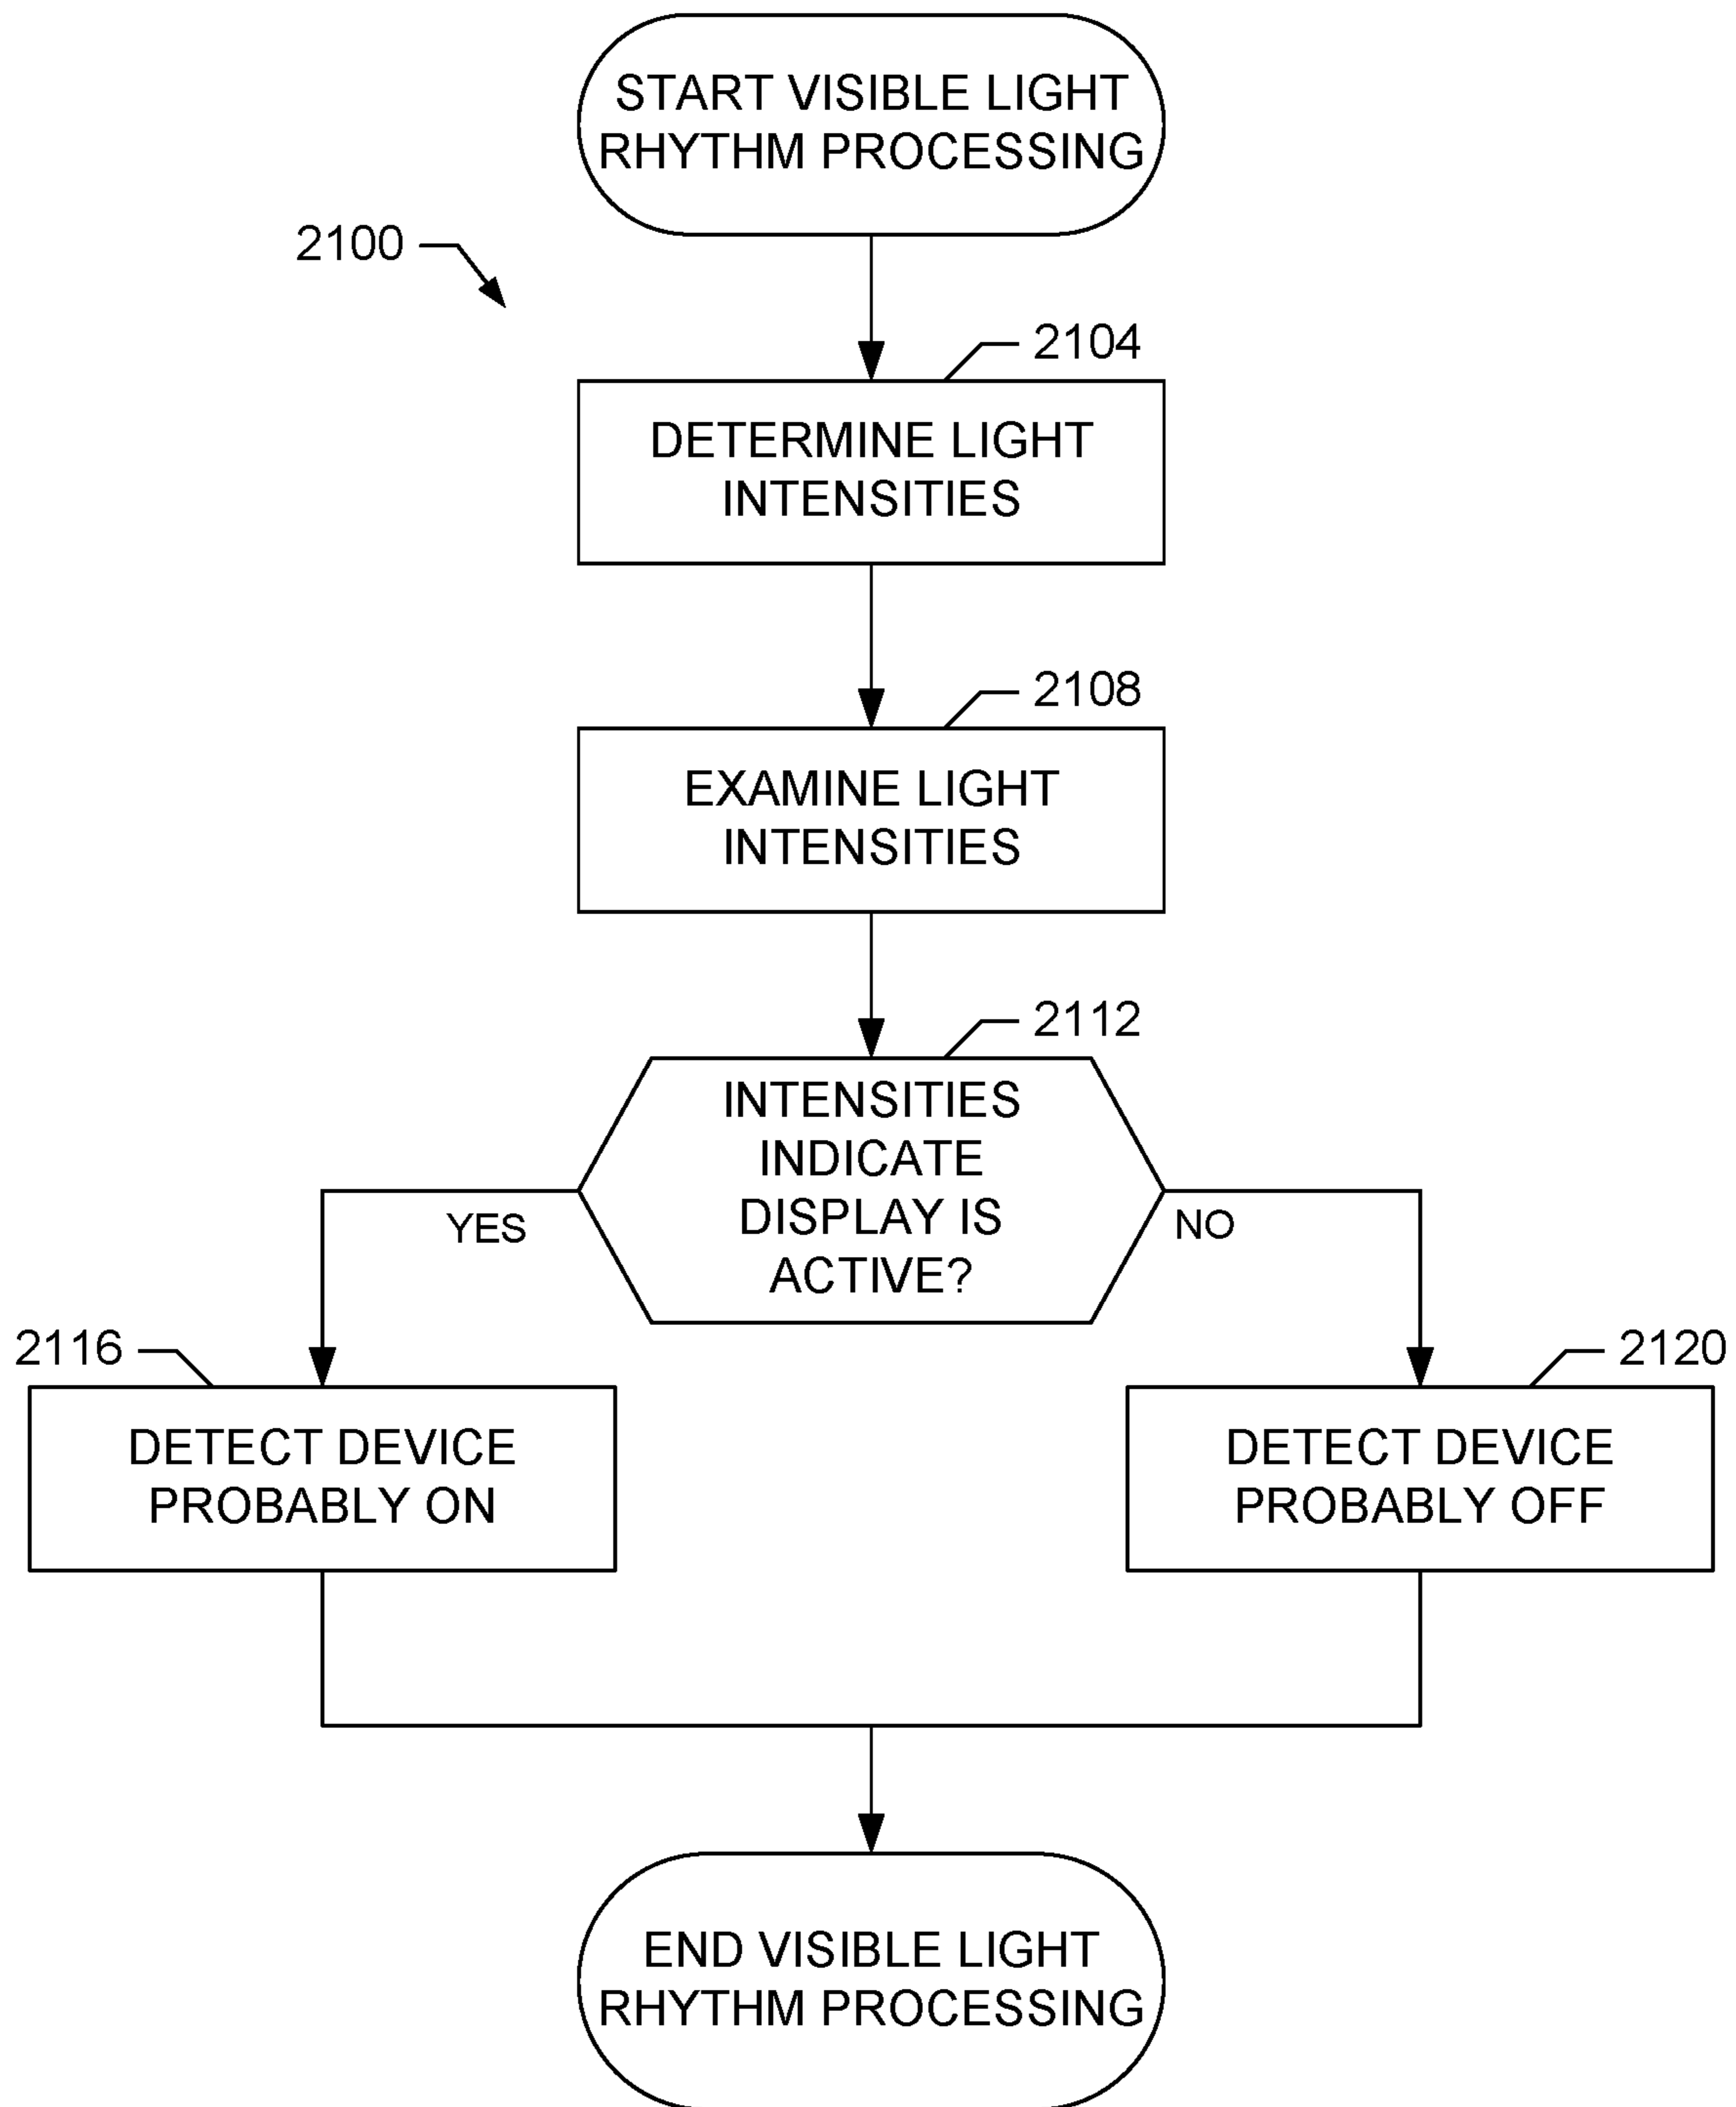 START VISIBLE LIGHT
RHYTHM PROCESSING
2100
2104
DETERMINE LIGHT
INTENSITIES
2108
EXAMINE LIGHT
INTENSITIES
2112
INTENSITIES
INDICATE
DISPLAY IS
ACTIVE?
YES
NO
2116
DETECT DEVICE
PROBABLY ON
2120
DETECT DEVICE
PROBABLY OFF
END VISIBLE LIGHT
RHYTHM PROCESSING